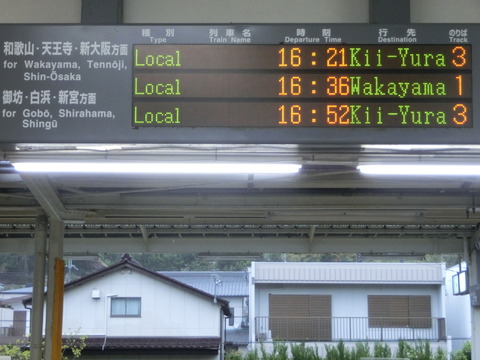 和歌山・天王寺・新大阪方面
for Wakayama, Tennōji,
Shin-Ōsaka
御坊・白浜・新宮方面
for Gobō, Shirahama,
Shingū
種別 列車名 時刻 行先 のりば
Type Train Name Departure Time Destination Track
Local 16:21 Kii-Yura 3
Local 16:36 Wakayama 1
Local 16:52 Kii-Yura 3